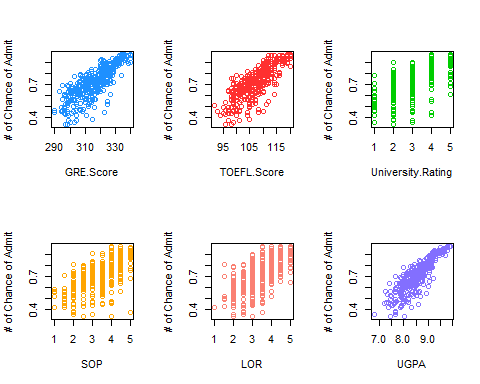 # of Chance of Admit
0.4 0.7
290 310 330
GRE.Score
# of Chance of Admit
0.4 0.7
95 105 115
TOEFL.Score
# of Chance of Admit
0.4 0.7
1 2 3 4 5
University.Rating
# of Chance of Admit
0.4 0.7
1 2 3 4 5
SOP
# of Chance of Admit
0.4 0.7
1 2 3 4 5
LOR
# of Chance of Admit
0.4 0.7
7.0 8.0 9.0
UGPA